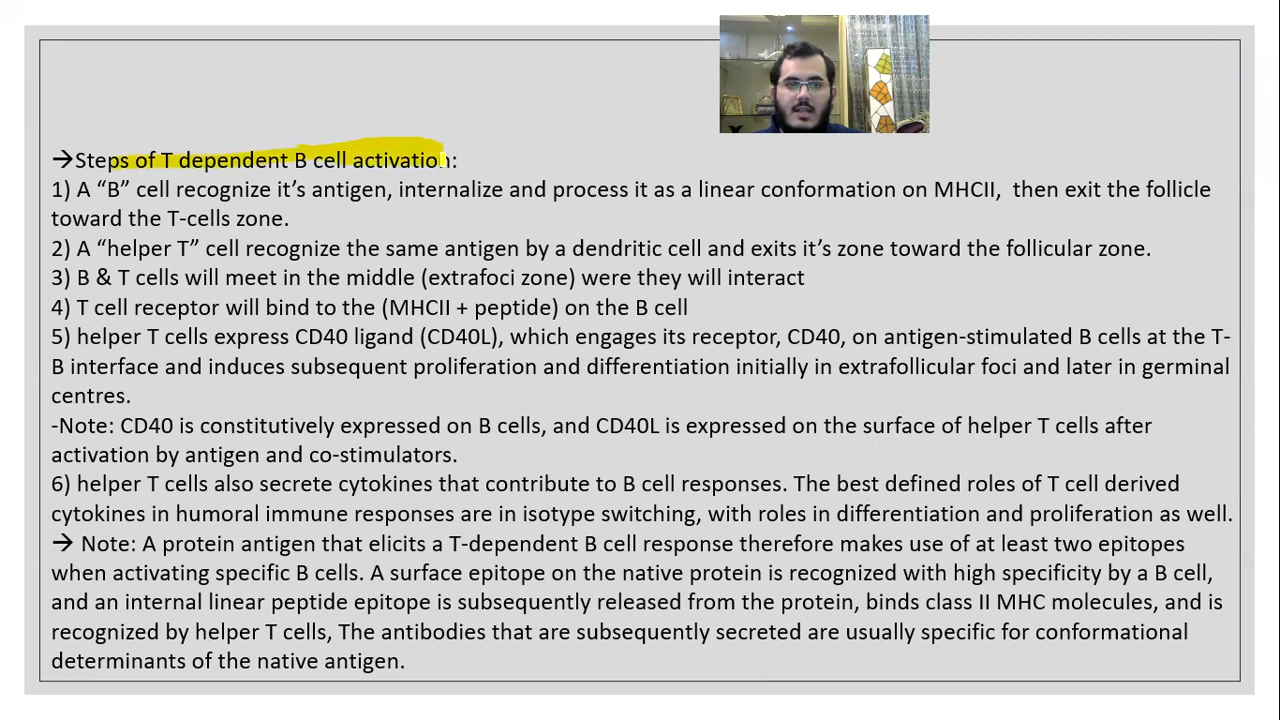 →Steps of T dependent B cell activation:
1) A “B” cell recognize it’s antigen, internalize and process it as a linear conformation on MHCII, then exit the follicle
toward the T-cells zone.
2) A “helper T” cell recognize the same antigen by a dendritic cell and exits it’s zone toward the follicular zone.
3) B & T cells will meet in the middle (extrafoci zone) were they will interact
4) T cell receptor will bind to the (MHCII + peptide) on the B cell
5) helper T cells express CD40 ligand (CD40L), which engages its receptor, CD40, on antigen-stimulated B cells at the T-
B interface and induces subsequent proliferation and differentiation initially in extrafollicular foci and later in germinal
centres.
-Note: CD40 is constitutively expressed on B cells, and CD40L is expressed on the surface of helper T cells after
activation by antigen and co-stimulators.
6) helper T cells also secrete cytokines that contribute to B cell responses. The best defined roles of T cell derived
cytokines in humoral immune responses are in isotype switching, with roles in differentiation and proliferation as well.
→ Note: A protein antigen that elicits a T-dependent B cell response therefore makes use of at least two epitopes
when activating specific B cells. A surface epitope on the native protein is recognized with high specificity by a B cell,
and an internal linear peptide epitope is subsequently released from the protein, binds class II MHC molecules, and is
recognized by helper T cells, The antibodies that are subsequently secreted are usually specific for conformational
determinants of the native antigen.